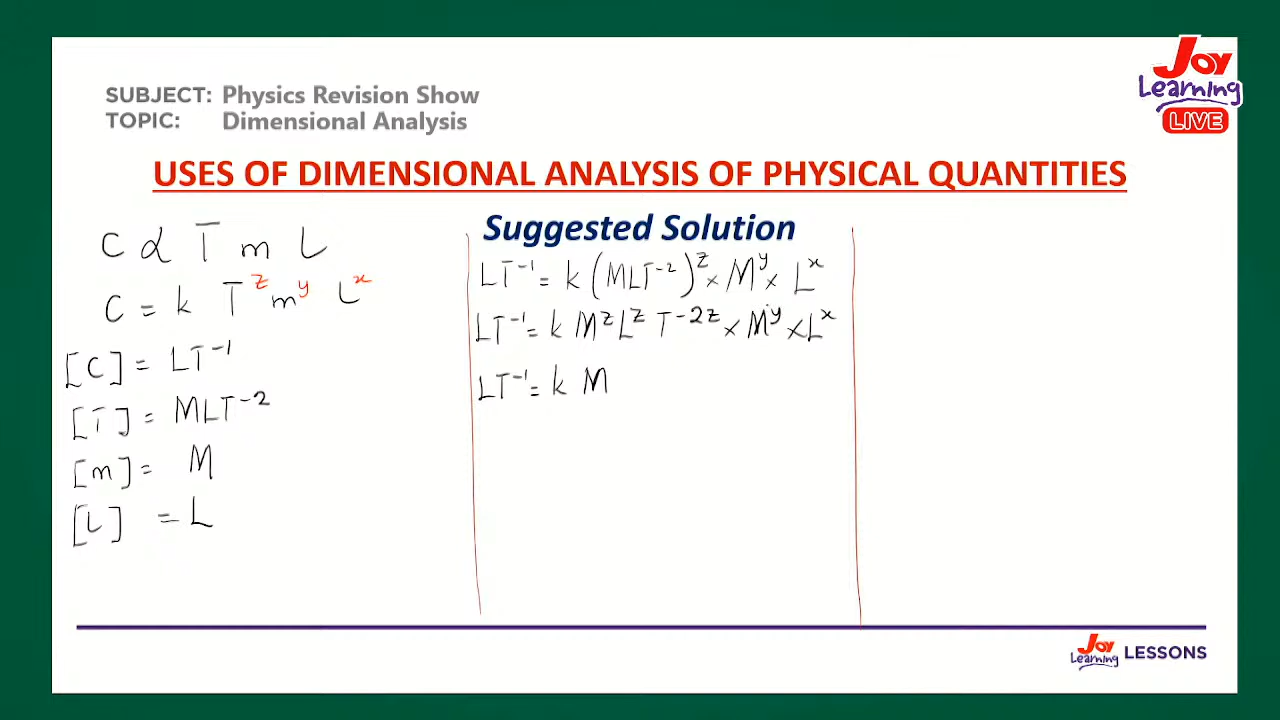 Joy
Learning
LIVE
SUBJECT: Physics Revision Show
TOPIC: Dimensional Analysis
USES OF DIMENSIONAL ANALYSIS OF PHYSICAL QUANTITIES
Suggested Solution
C ∝ T m L
C = k T^z m^y L^x
[C] = LT^-1
[T] = MLT^-2
[m] = M
[L] = L
LT^-1 = k (MLT^-2)^z × M^y × L^x
LT^-1 = k M^z L^z T^-2z × M^y × L^x
LT^-1 = k M
Joy Learning LESSONS